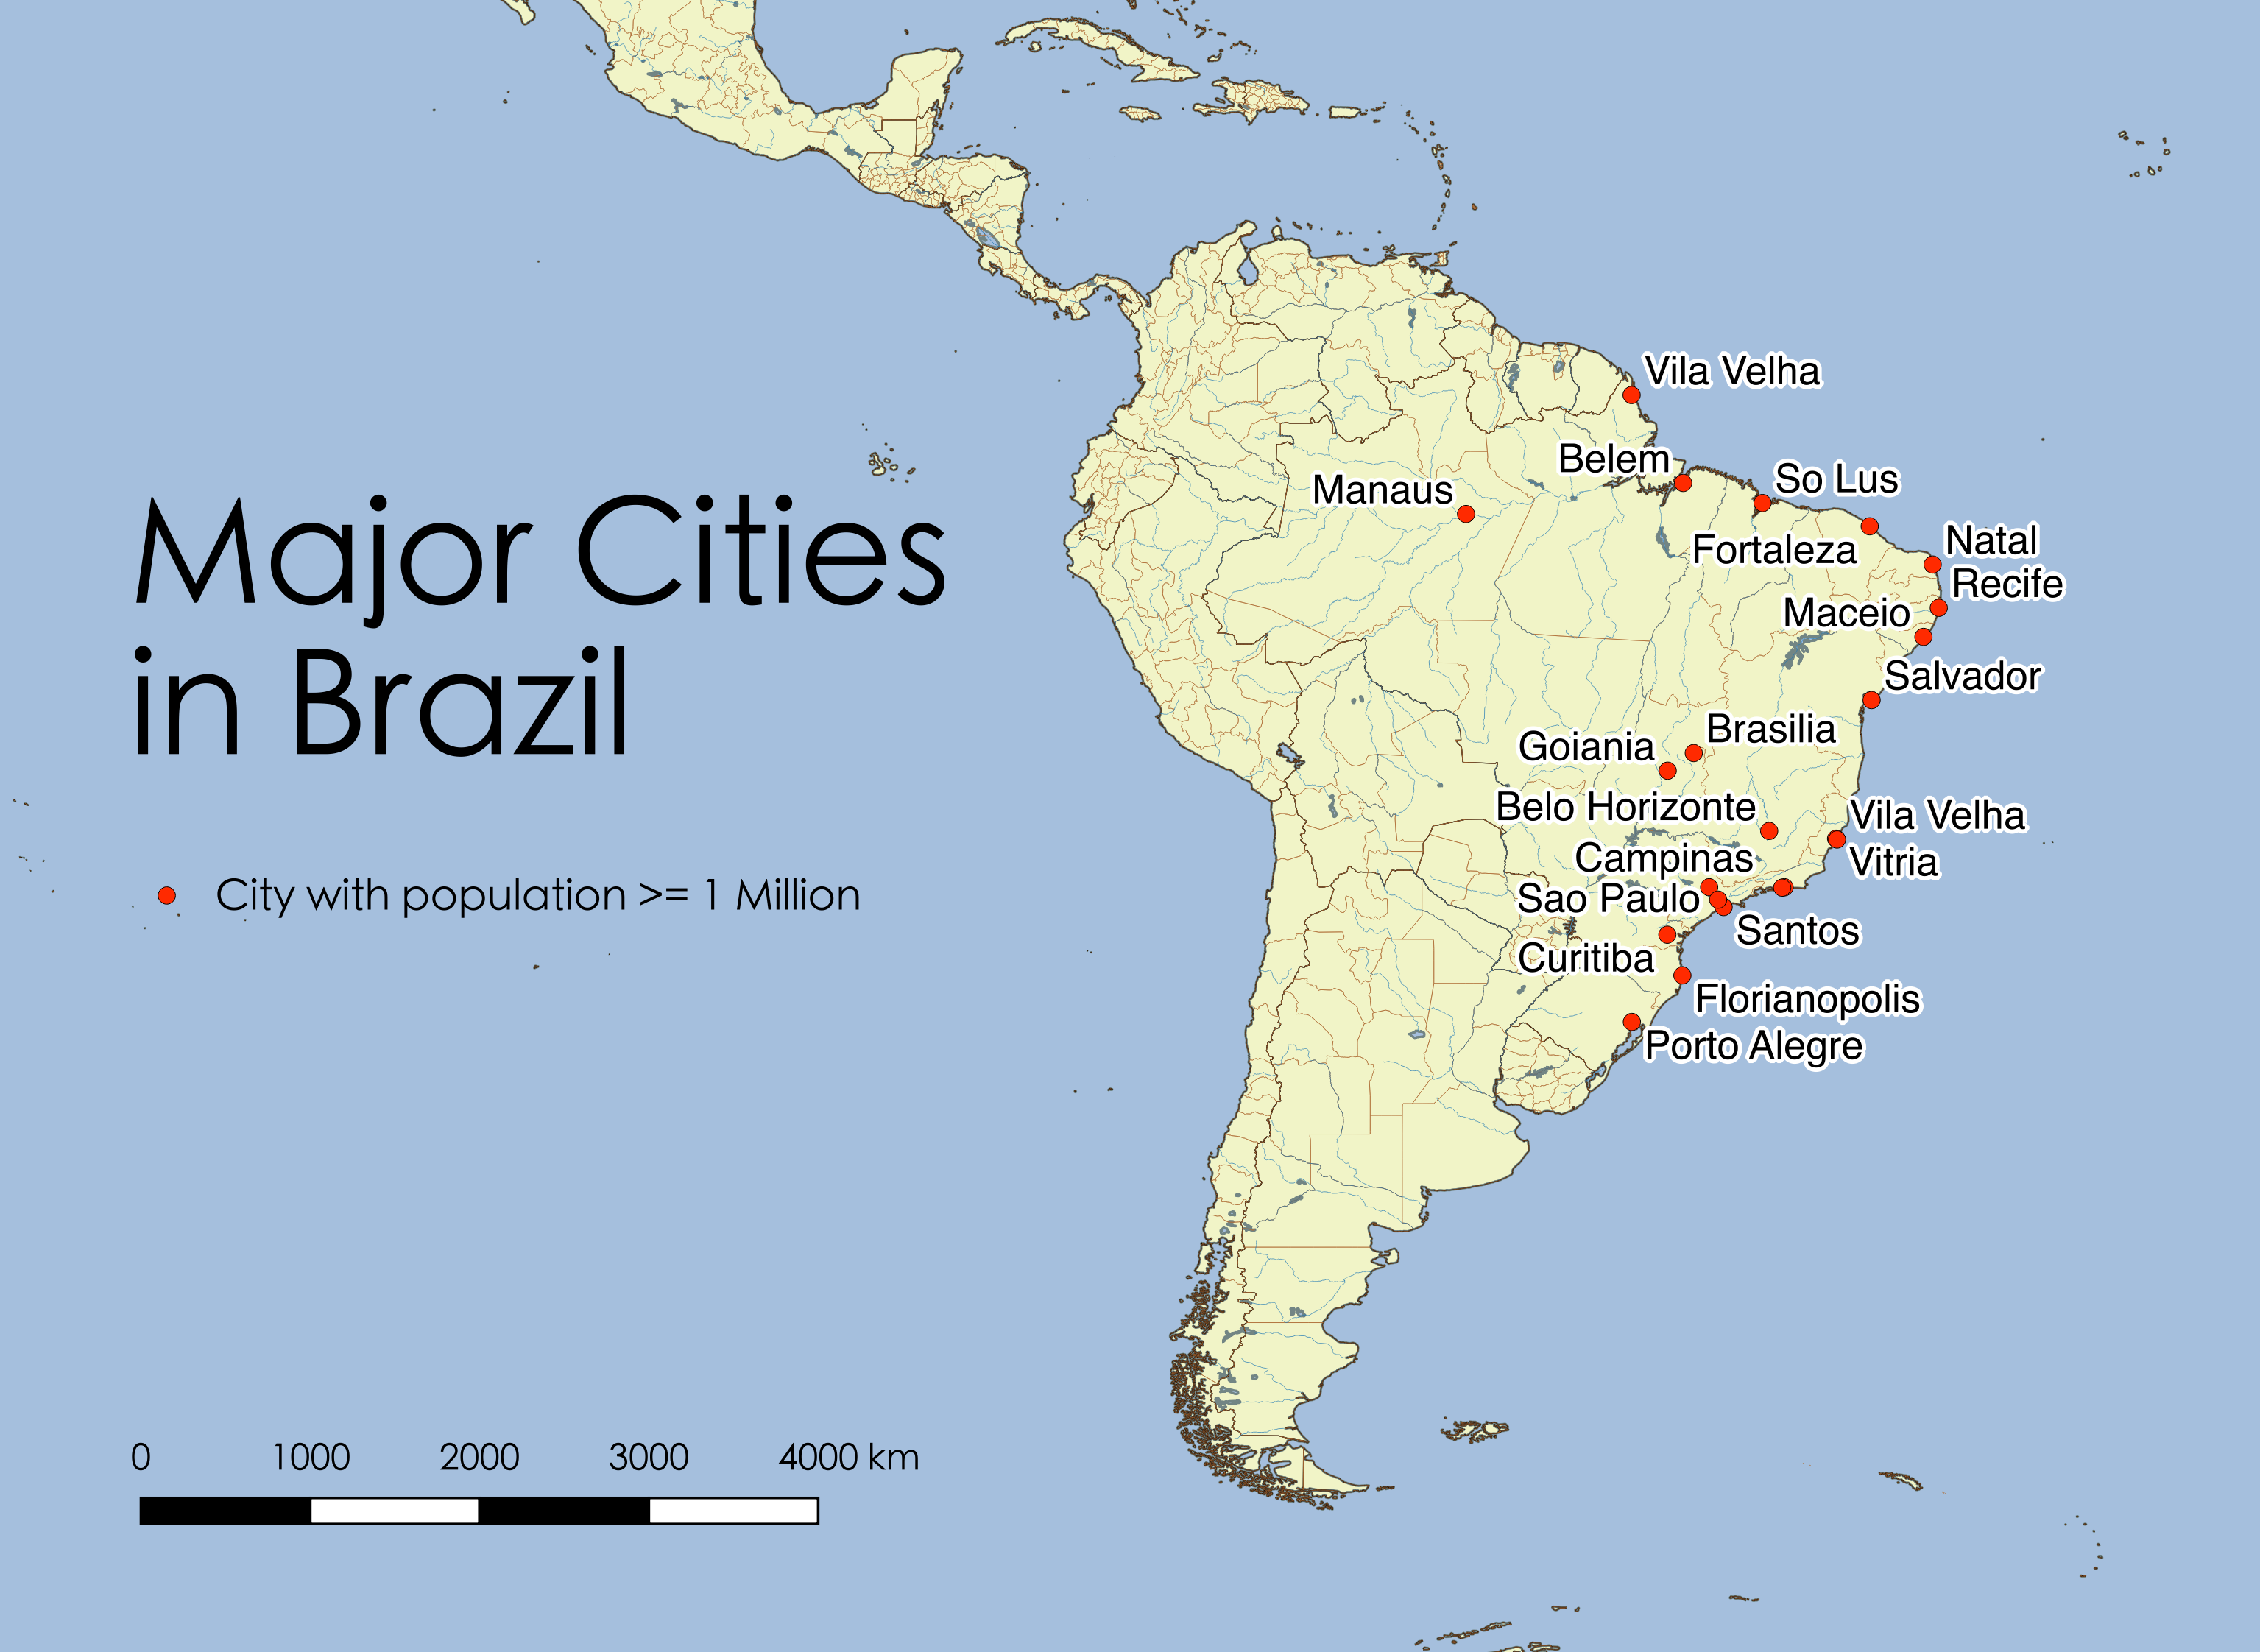 Vila Velha
Belem
So Lus
Manaus
Fortaleza
Natal
Recife
Maceio
Salvador
Brasilia
Goiania
Belo Horizonte
Vila Velha
Campinas
Vitria
Sao Paulo
Santos
Curitiba
Florianopolis
Porto Alegre
Major Cities
in Brazil
City with population >= 1 Million
0 1000 2000 3000 4000 km